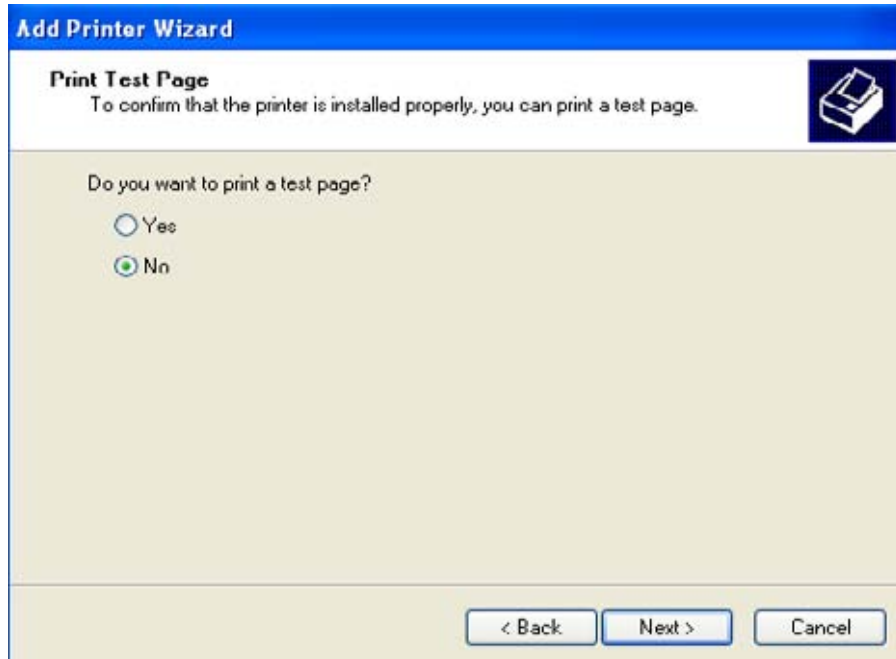 Add Printer Wizard
Print Test Page
To confirm that the printer is installed properly, you can print a test page.
Do you want to print a test page?
Yes
No
< Back Next > Cancel